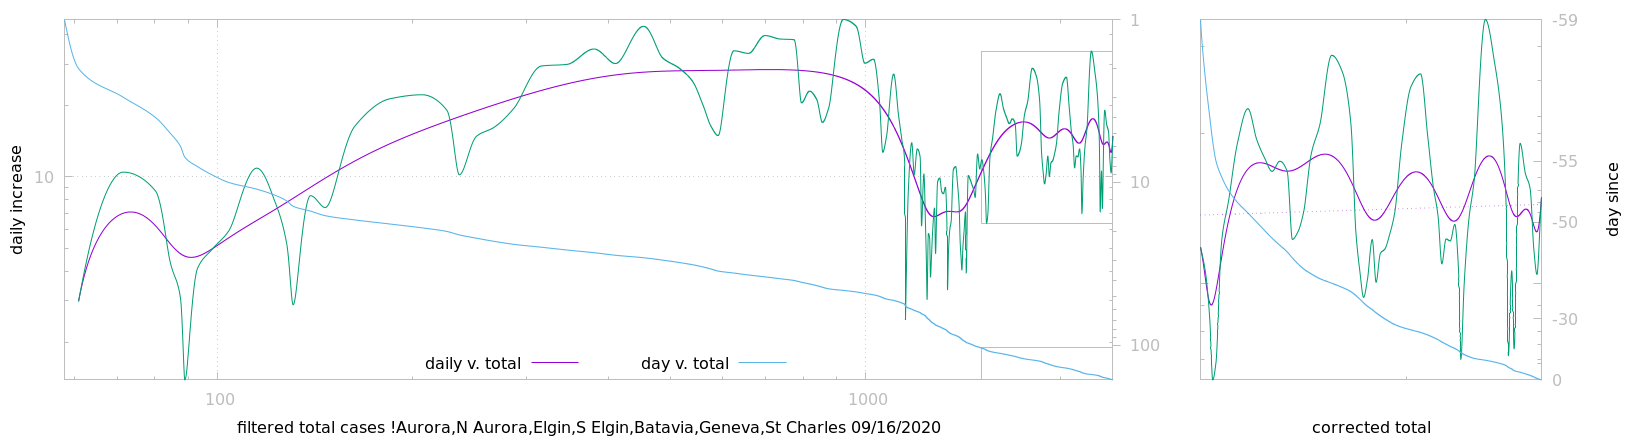 1
-59
10
10
-55
-50
-30
100
0
daily increase
day since
daily v. total
day v. total
100
1000
filtered total cases !Aurora,N Aurora,Elgin,S Elgin,Batavia,Geneva,St Charles 09/16/2020
corrected total